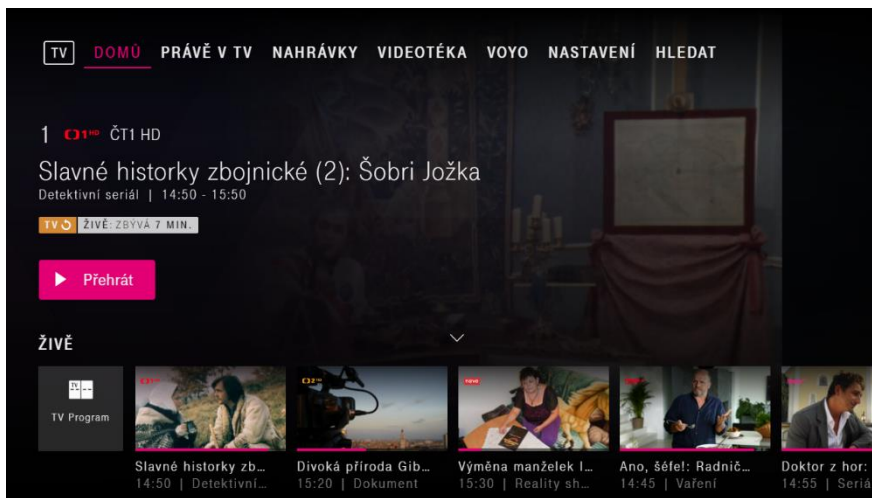 TV DOMŮ PRÁVĚ V TV NAHRÁVKY VIDEOTÉKA VOYO NASTAVENÍ HLEDAT
1 ČT1 HD ČT1 HD
Slavné historky zbojnické (2): Šobri Jožka
Detektivní seriál | 14:50 - 15:50
TV ŽIVĚ: ZBÝVÁ 7 MIN.
Přehrát
ŽIVĚ
TV Program
Slavné historky zb...
14:50 | Detektivní...
Divoká příroda Gib...
15:20 | Dokument
Výměna manželek I...
15:30 | Reality sh...
Ano, šéfe!: Radnič...
14:45 | Vaření
Doktor z hor:
14:55 | Seriá